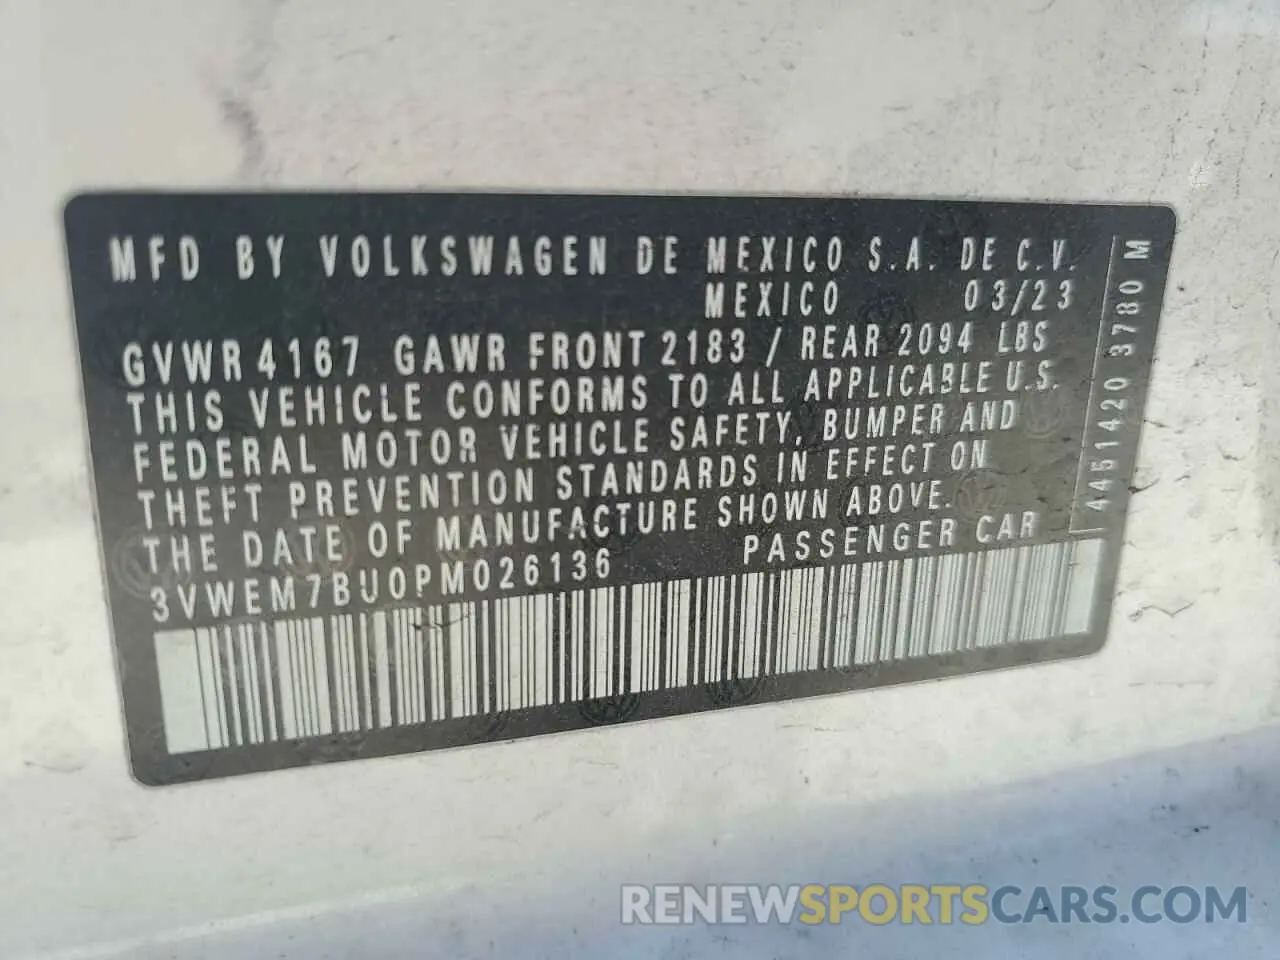 MFD BY VOLKSWAGEN DE MEXICO S.A. DE C.V.
MEXICO 03/23
GVWR 4167 GAWR FRONT 2183 / REAR 2094 LBS
THIS VEHICLE CONFORMS TO ALL APPLICABLE U.S.
FEDERAL MOTOR VEHICLE SAFETY, BUMPER AND
THEFT PREVENTION STANDARDS IN EFFECT ON
THE DATE OF MANUFACTURE SHOWN ABOVE.
3VWEM7BU0PM026136 PASSENGER CAR
4451420 3780 M
RENEWSPORTSCARS.COM